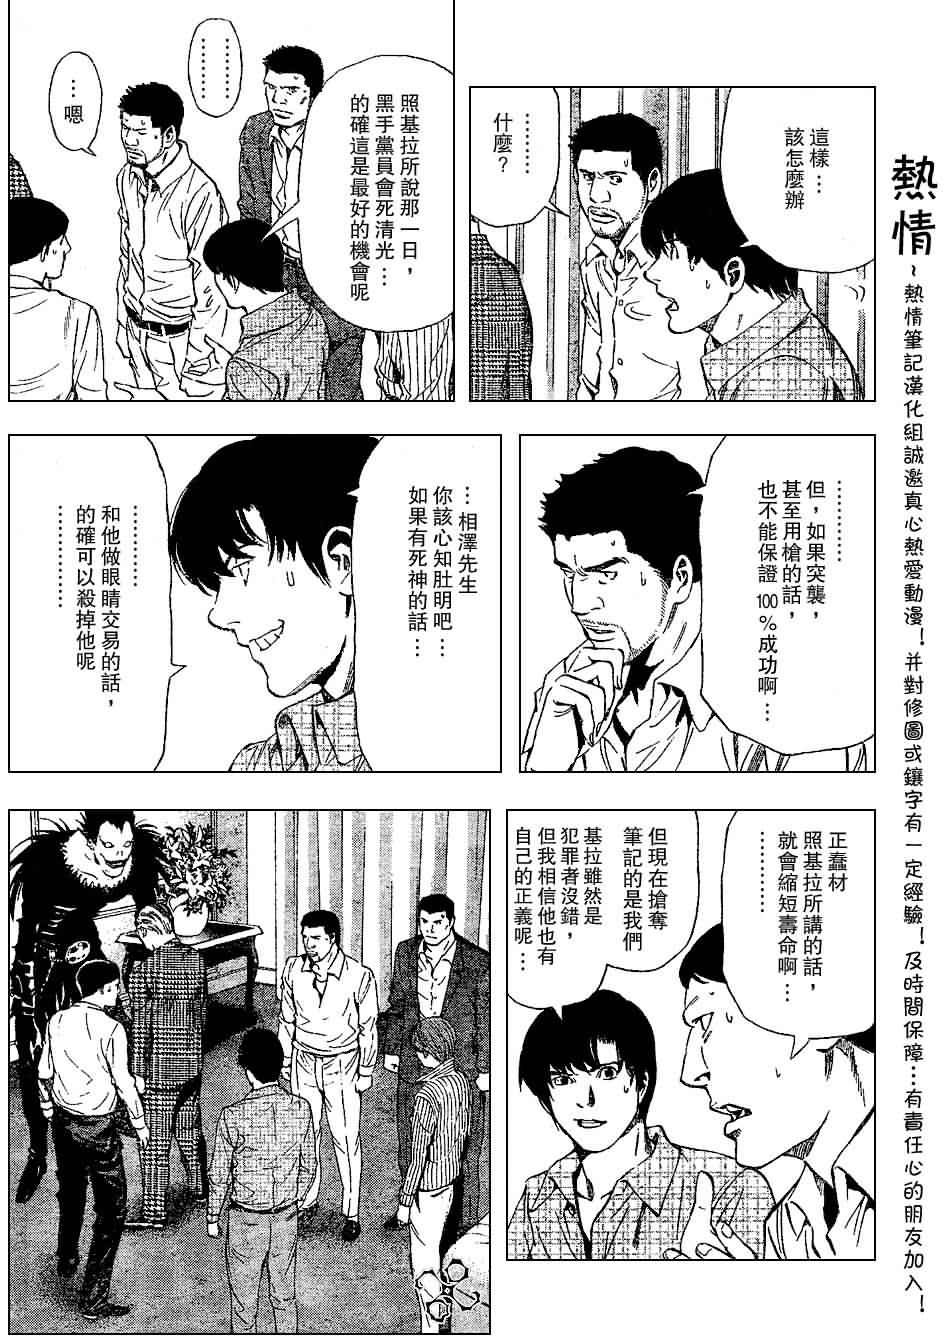 這樣…
該怎麼辦
………
什麼？
照基拉所說那一日，
黑手黨員會死清光…
的確這是最好的機會呢
………
………
…嗯
…………
但，如果突襲，
甚至用槍的話，
也不能保證100%成功啊…
…相澤先生
你該心知肚明吧…
如果有死神的話…
…………
和他做眼睛交易的話，
的確可以殺掉他呢
…………
正蠢材
照基拉所講的話，
就會縮短壽命啊…
…………
但現在搶奪
筆記的是我們
基拉雖然是
犯罪者沒錯，
但我相信他也有
自己的正義呢…
熱情～熱情筆記漢化組誠邀真心熱愛動漫！并對修圖或鑲字有一定經驗！及時間保障…有責任心的朋友加入！